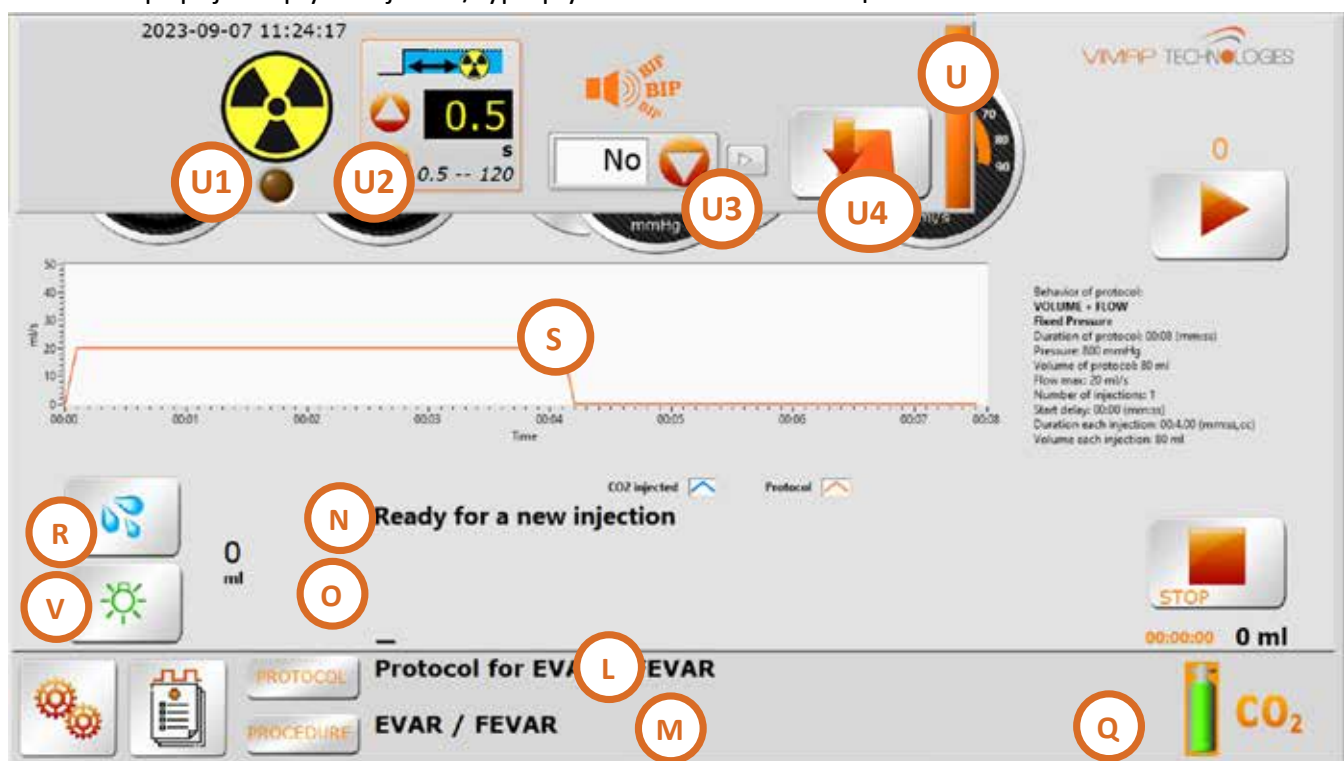 2023-09-07 11:24:17
VIMAP TECHNOLOGIES
U
BIP
BIP
BIP
70
80
90
0.5
s
0.5 -- 120
No
0
U1
U2
U3
U4
mmHg
ml/s
50
40
30
20
10
0
ml/s
S
00:00 00:01 00:02 00:03 00:04 00:05 00:06 00:07 00:08
Time
Behavior of protocol:
VOLUME + FLOW
Fixed Pressure
Duration of protocol: 00:08 (mm:ss)
Pressure: 800 mmHg
Volume of protocol: 80 ml
Flow max: 20 ml/s
Number of injections: 1
Start delay: 00:00 (mm:ss)
Duration each injection: 00:4.00 (mm:ss,cc)
Volume each injection: 80 ml
CO2 injected Protocol
R
N
Ready for a new injection
0
ml
V
O
STOP
00:00:00 0 ml
PROTOCOL
Protocol for EVA
L
FEVAR
PROCEDURE
EVAR / FEVAR
M
Q
CO2